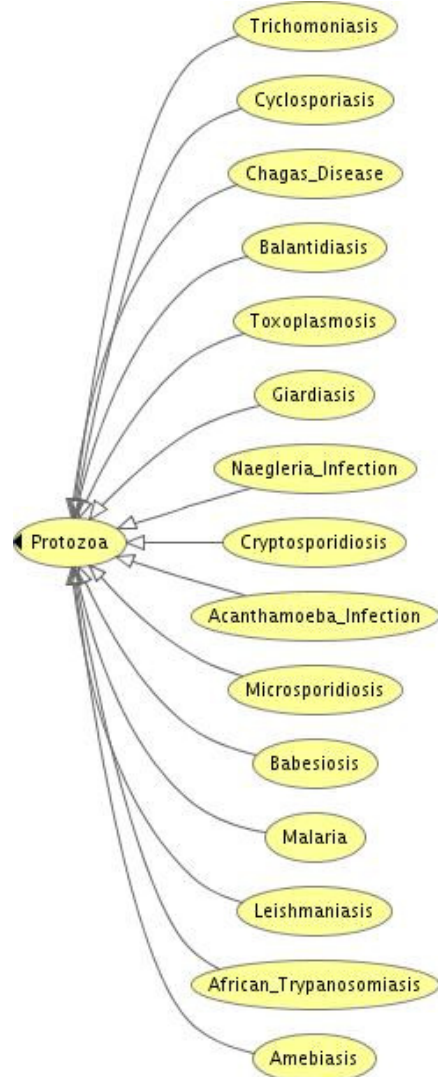 Trichomoniasis
Cyclosporiasis
Chagas_Disease
Balantidiasis
Toxoplasmosis
Giardiasis
Naegleria_Infection
Protozoa
Cryptosporidiosis
Acanthamoeba_Infection
Microsporidiosis
Babesiosis
Malaria
Leishmaniasis
African_Trypanosomiasis
Amebiasis